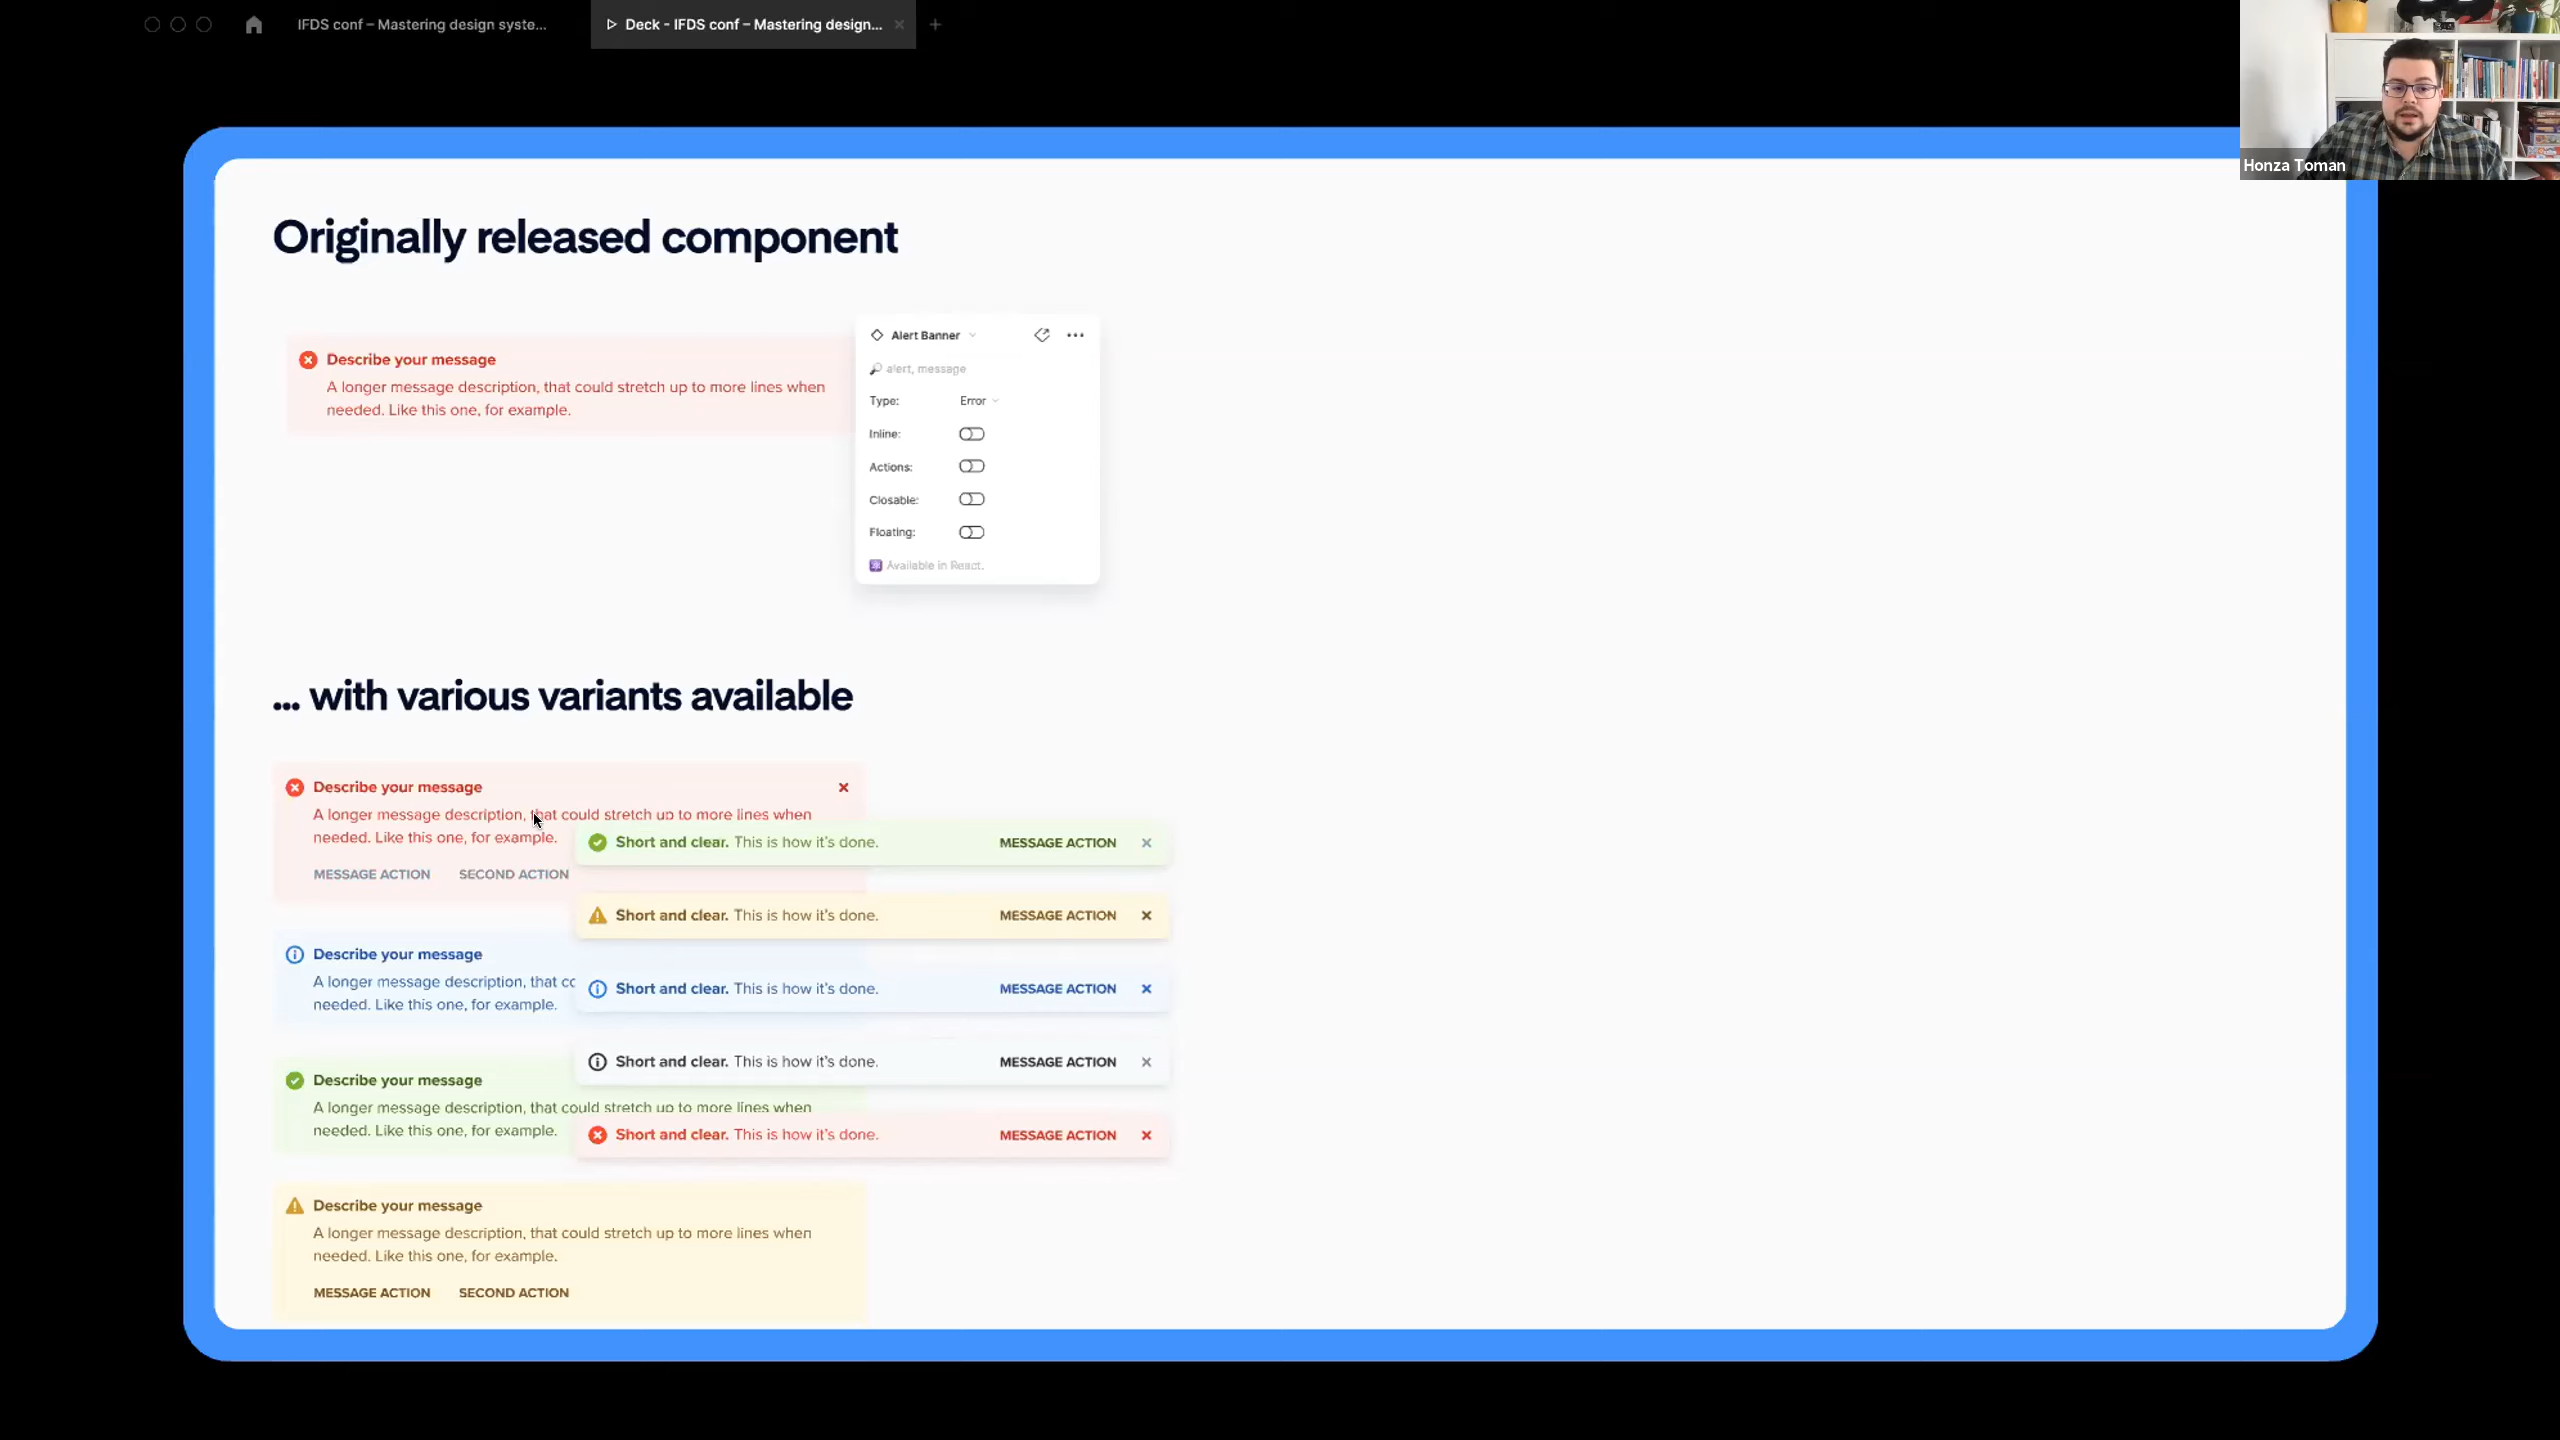 IFDS conf – Mastering design syste...
Deck - IFDS conf – Mastering design...
Honza Toman
Originally released component
Describe your message
A longer message description, that could stretch up to more lines when
needed. Like this one, for example.
Alert Banner
alert, message
Type: Error
Inline:
Actions:
Closable:
Floating:
Available in React.
... with various variants available
Describe your message
A longer message description, that could stretch up to more lines when
needed. Like this one, for example.
MESSAGE ACTION SECOND ACTION
Short and clear. This is how it's done. MESSAGE ACTION
Short and clear. This is how it's done. MESSAGE ACTION
Describe your message
A longer message description, that co
needed. Like this one, for example.
Short and clear. This is how it's done. MESSAGE ACTION
Short and clear. This is how it's done. MESSAGE ACTION
Describe your message
A longer message description, that could stretch up to more lines when
needed. Like this one, for example.
Short and clear. This is how it's done. MESSAGE ACTION
Describe your message
A longer message description, that could stretch up to more lines when
needed. Like this one, for example.
MESSAGE ACTION SECOND ACTION